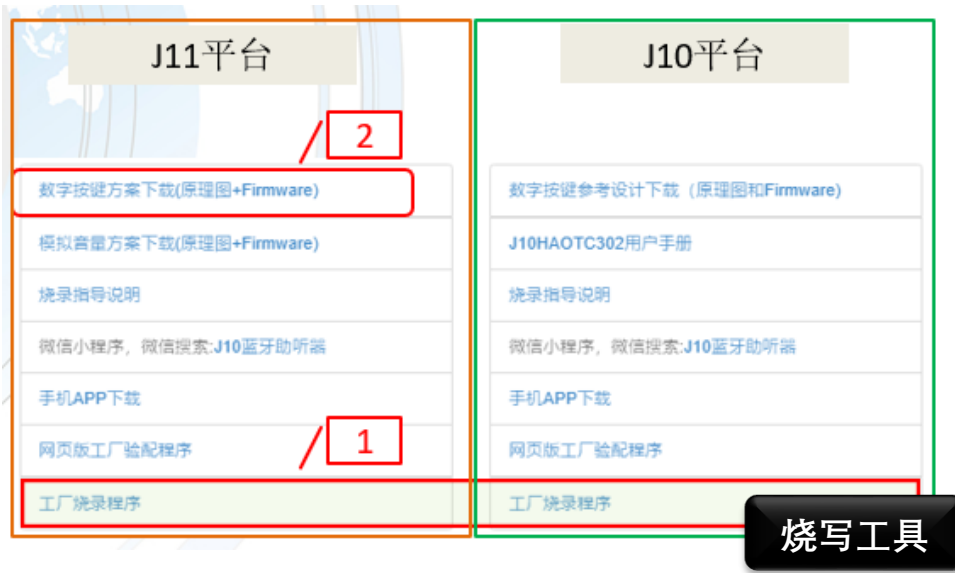 J11平台
2
数字按键方案下载(原理图+Firmware)
模拟音量方案下载(原理图+Firmware)
烧录指导说明
微信小程序，微信搜索:J10蓝牙助听器
手机APP下载
网页版工厂验配程序
1
工厂烧录程序
J10平台
数字按键参考设计下载（原理图和Firmware)
J10HAOTC302用户手册
烧录指导说明
微信小程序，微信搜索:J10蓝牙助听器
手机APP下载
网页版工厂验配程序
工厂烧录程序
烧写工具